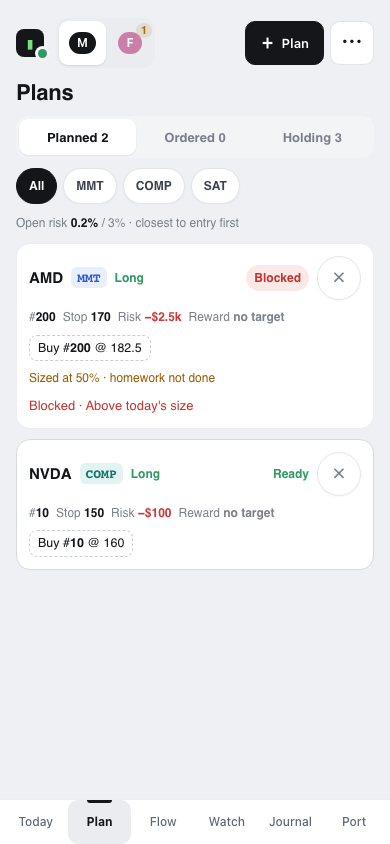 M F 1 + Plan ...
Plans
Planned 2 Ordered 0 Holding 3
All MMT COMP SAT
Open risk 0.2% / 3% · closest to entry first
AMD MMT Long Blocked ✕
#200 Stop 170 Risk −$2.5k Reward no target
Buy #200 @ 182.5
Sized at 50% · homework not done
Blocked · Above today's size
NVDA COMP Long Ready ✕
#10 Stop 150 Risk −$100 Reward no target
Buy #10 @ 160
Today Plan Flow Watch Journal Port